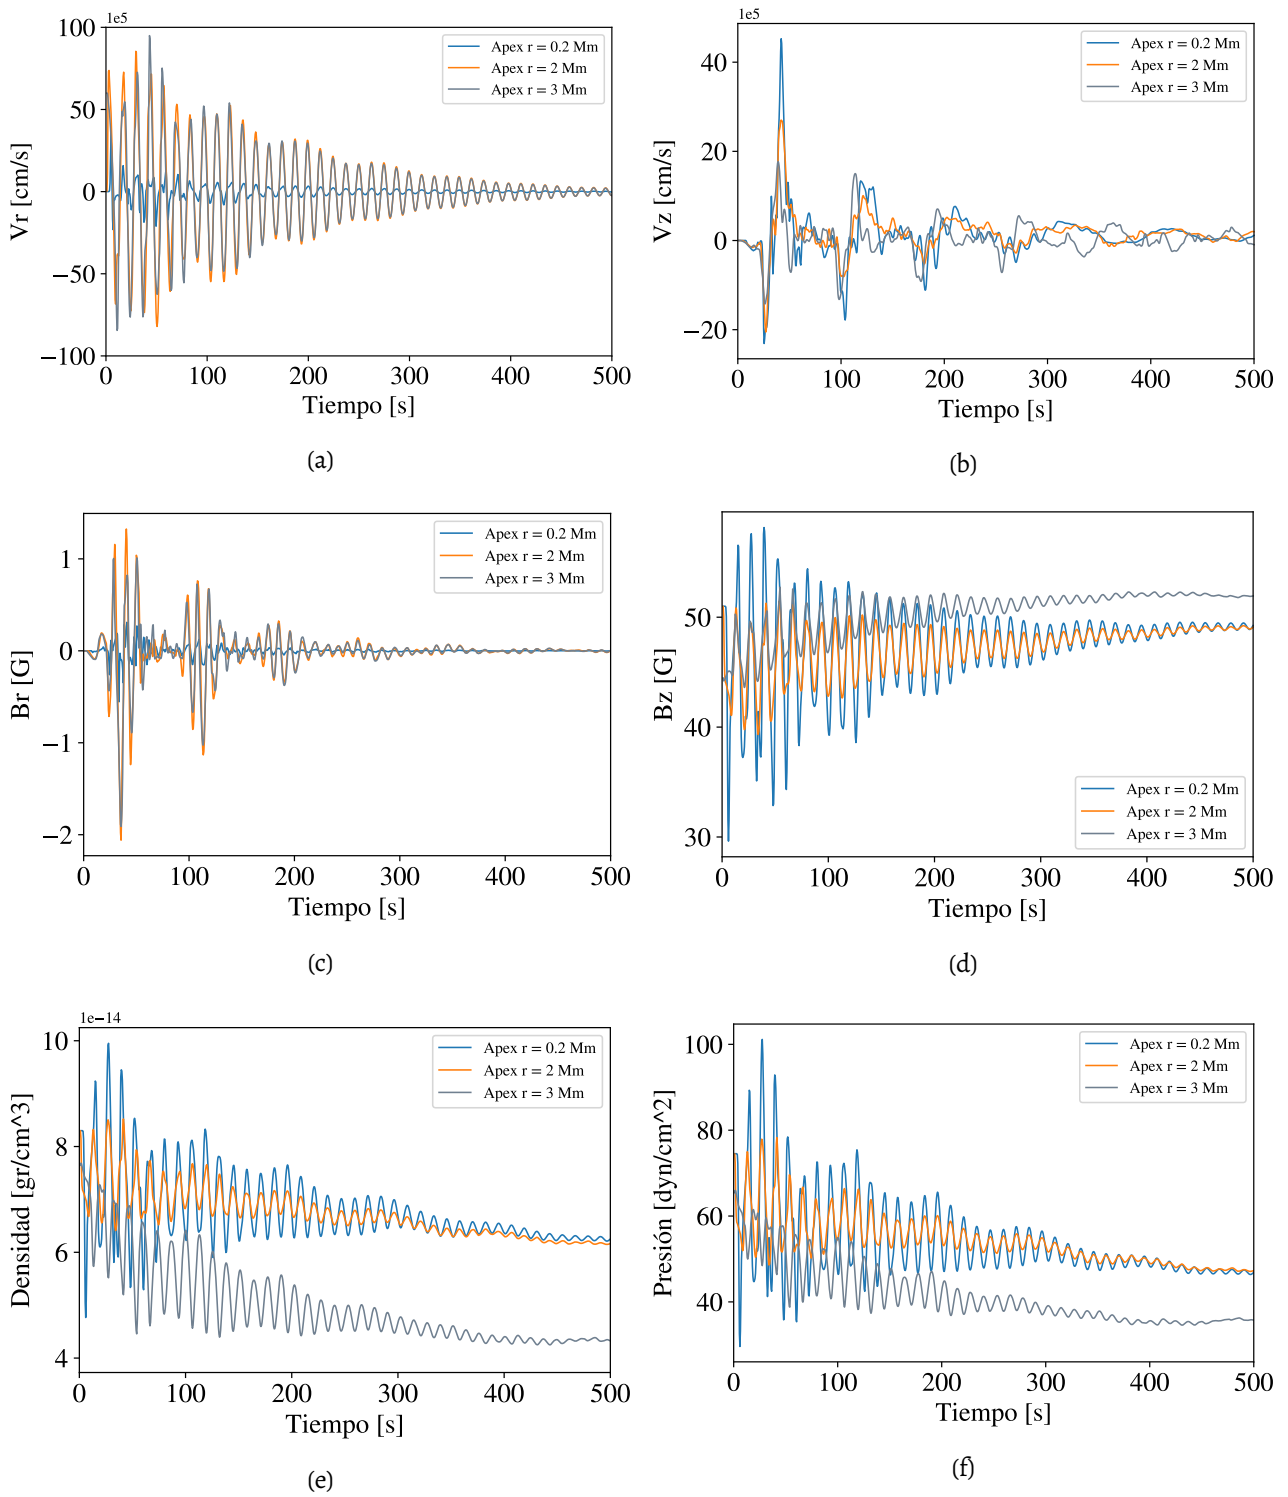 1e5
100
50
0
−50
−100
Vr [cm/s]
Apex r = 0.2 Mm
Apex r = 2 Mm
Apex r = 3 Mm
0 100 200 300 400 500
Tiempo [s]
(a)
1e5
40
20
0
−20
Vz [cm/s]
Apex r = 0.2 Mm
Apex r = 2 Mm
Apex r = 3 Mm
0 100 200 300 400 500
Tiempo [s]
(b)
1
0
−1
−2
Br [G]
Apex r = 0.2 Mm
Apex r = 2 Mm
Apex r = 3 Mm
0 100 200 300 400 500
Tiempo [s]
(c)
50
40
30
Bz [G]
Apex r = 0.2 Mm
Apex r = 2 Mm
Apex r = 3 Mm
0 100 200 300 400 500
Tiempo [s]
(d)
1e−14
10
8
6
4
Densidad [gr/cm^3]
Apex r = 0.2 Mm
Apex r = 2 Mm
Apex r = 3 Mm
0 100 200 300 400 500
Tiempo [s]
(e)
100
80
60
40
Presión [dyn/cm^2]
Apex r = 0.2 Mm
Apex r = 2 Mm
Apex r = 3 Mm
0 100 200 300 400 500
Tiempo [s]
(f)